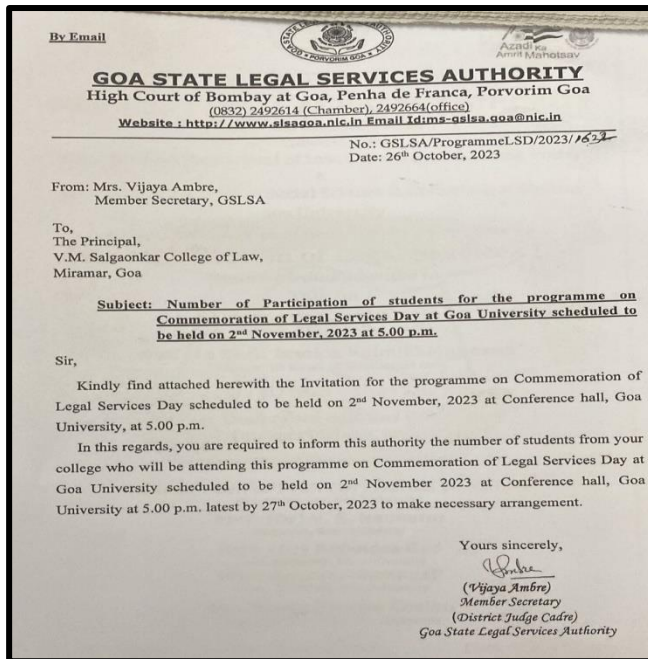 By Email
PORVORIM GOA
Azadi Ka
Amrit Mahotsav
GOA STATE LEGAL SERVICES AUTHORITY
High Court of Bombay at Goa, Penha de Franca, Porvorim Goa
(0832) 2492614 (Chamber), 2492664(office)
Website : http://www.slsagoa.nic.in Email Id:ms-gslsa.goa@nic.in
No.: GSLSA/ProgrammeLSD/2023/
Date: 26th October, 2023
From: Mrs. Vijaya Ambre,
Member Secretary, GSLSA
To,
The Principal,
V.M. Salgaonkar College of Law,
Miramar, Goa
Subject: Number of Participation of students for the programme on
Commemoration of Legal Services Day at Goa University scheduled to
be held on 2nd November, 2023 at 5.00 p.m.
Sir,
Kindly find attached herewith the Invitation for the programme on Commemoration of
Legal Services Day scheduled to be held on 2nd November, 2023 at Conference hall, Goa
University, at 5.00 p.m.
In this regards, you are required to inform this authority the number of students from your
college who will be attending this programme on Commemoration of Legal Services Day at
Goa University scheduled to be held on 2nd November 2023 at Conference hall, Goa
University at 5.00 p.m. latest by 27th October, 2023 to make necessary arrangement.
Yours sincerely,
(Vijaya Ambre)
Member Secretary
(District Judge Cadre)
Goa State Legal Services Authority